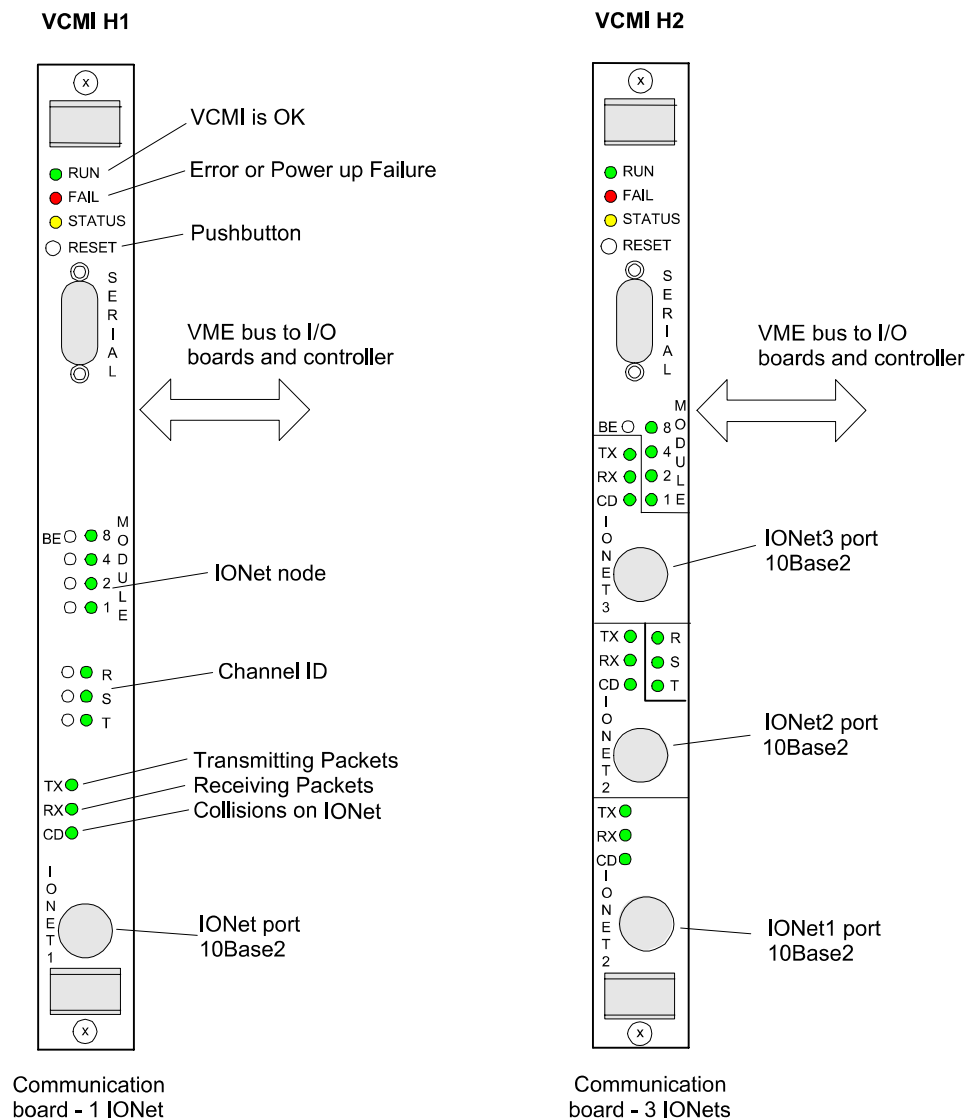 VCMI H1
x
RUN
FAIL
STATUS
RESET
SERIAL
VCMI is OK
Error or Power up Failure
Pushbutton
VME bus to I/O
boards and controller
BE
8
4
2
1
MODULE
IONet node
R
S
T
Channel ID
TX
RX
CD
Transmitting Packets
Receiving Packets
Collisions on IONet
IONET1
IONet port
10Base2
x
Communication
board - 1 IONet
VCMI H2
x
RUN
FAIL
STATUS
RESET
SERIAL
VME bus to I/O
boards and controller
BE
8
4
2
1
MODULE
TX
RX
CD
IONET3
IONet3 port
10Base2
TX
RX
CD
R
S
T
IONET2
IONet2 port
10Base2
TX
RX
CD
IONET2
IONet1 port
10Base2
x
Communication
board - 3 IONets